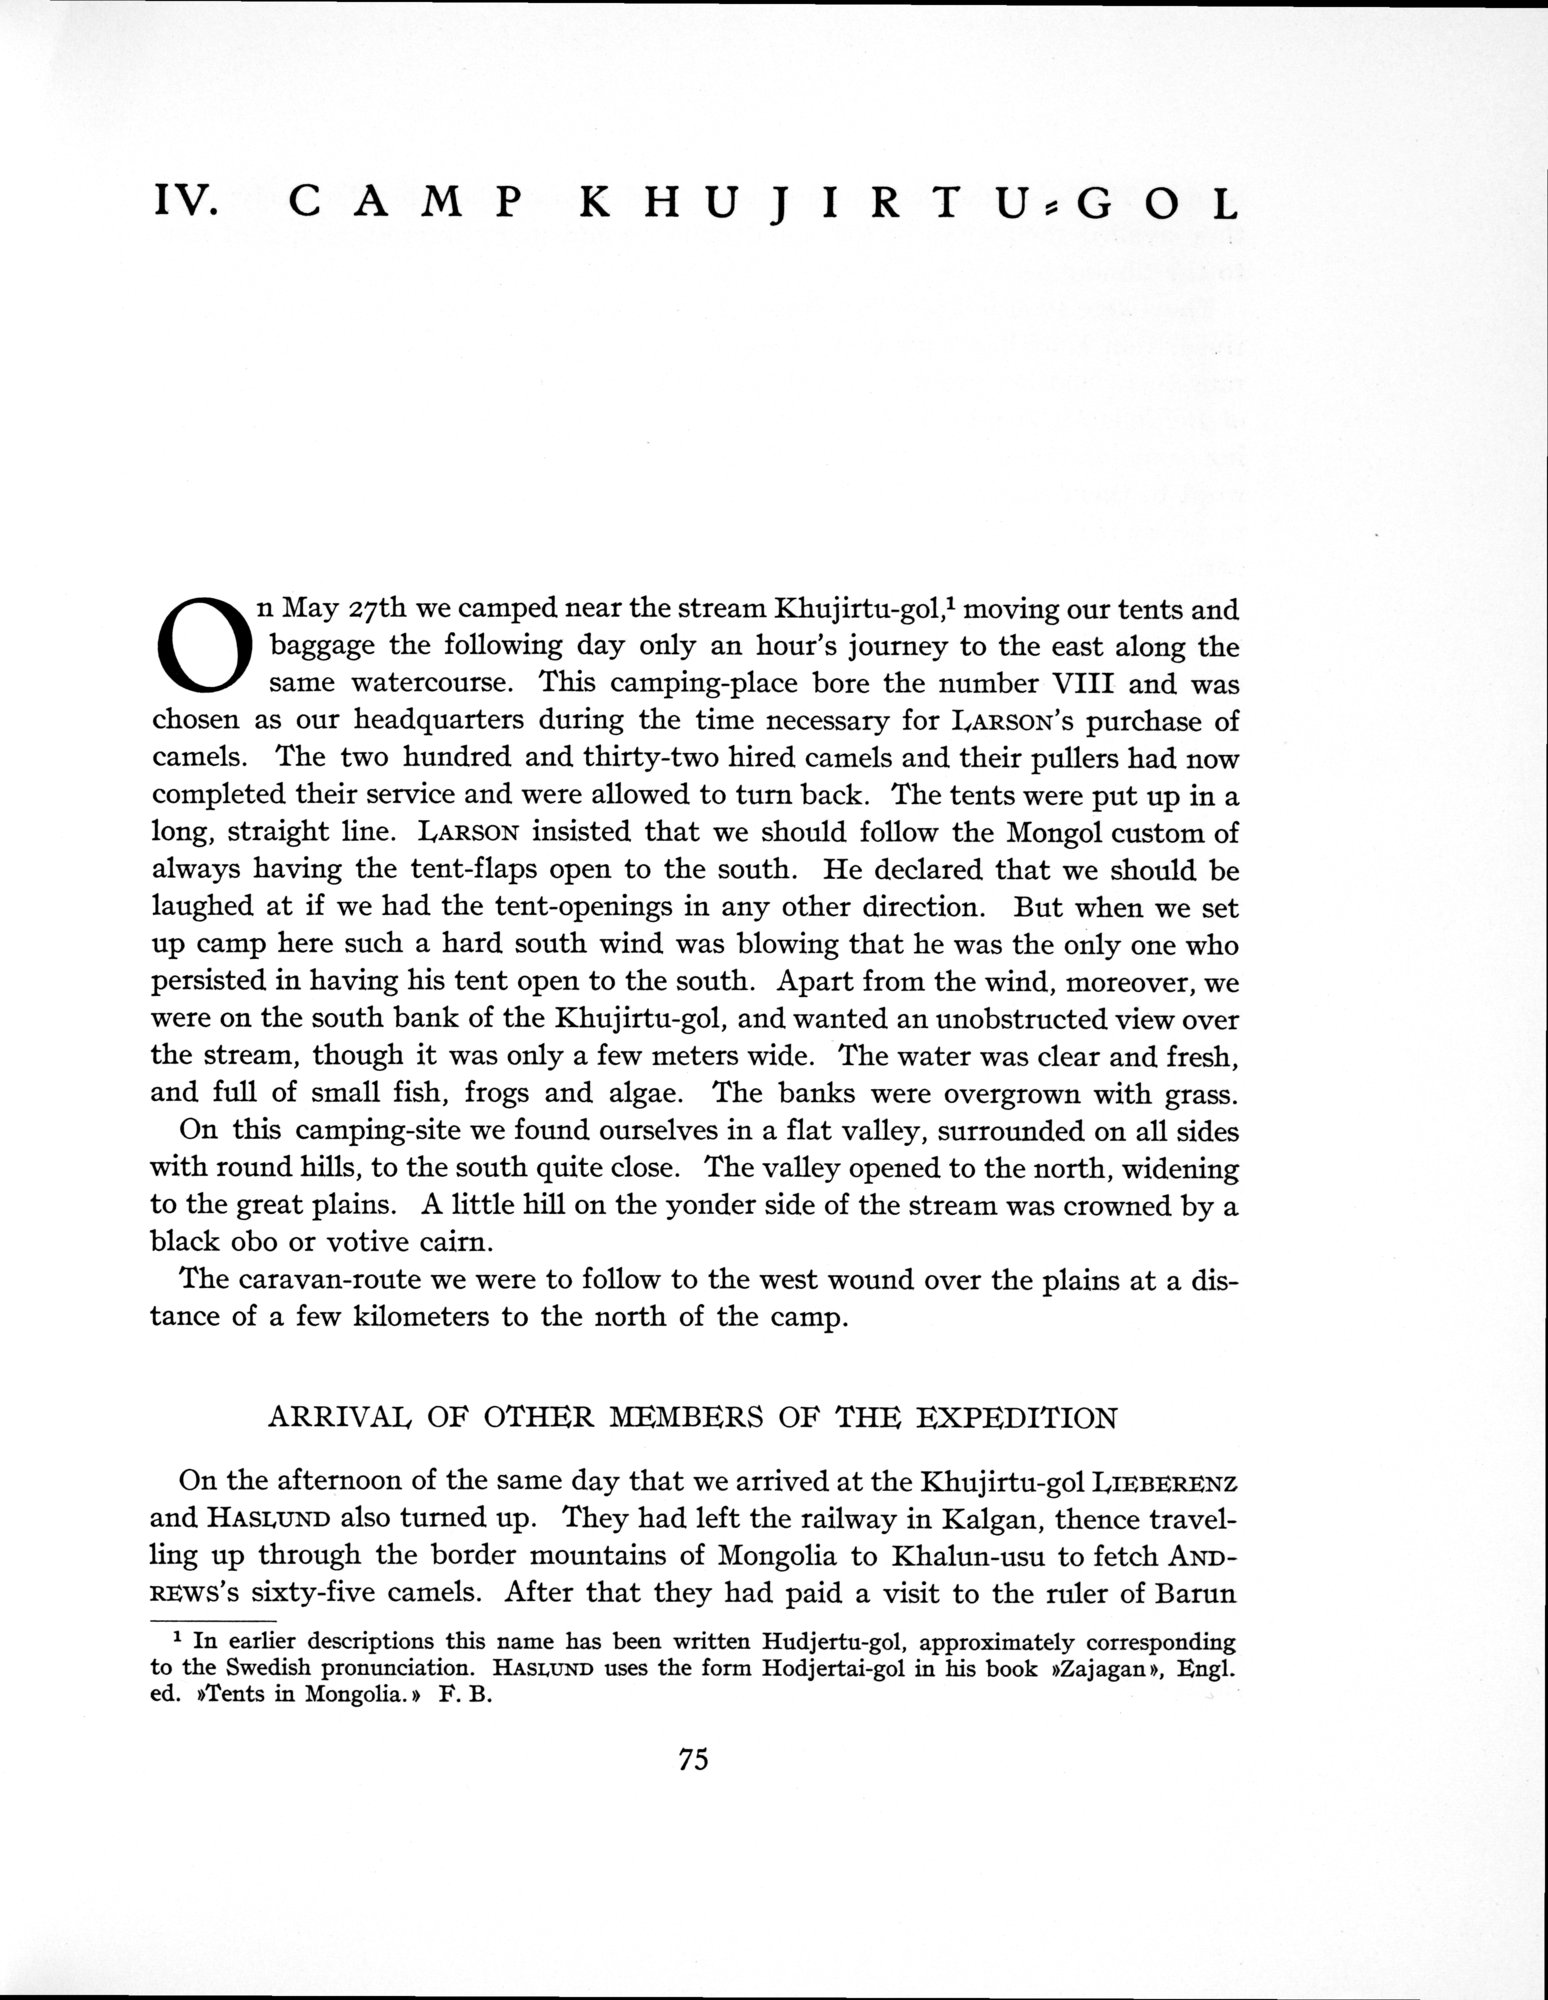 IV. CAMP KHUJIRTU-GOL
On May 27th we camped near the stream Khujirtu-gol,¹ moving our tents and
baggage the following day only an hour's journey to the east along the
same watercourse. This camping-place bore the number VIII and was
chosen as our headquarters during the time necessary for LARSON's purchase of
camels. The two hundred and thirty-two hired camels and their pullers had now
completed their service and were allowed to turn back. The tents were put up in a
long, straight line. LARSON insisted that we should follow the Mongol custom of
always having the tent-flaps open to the south. He declared that we should be
laughed at if we had the tent-openings in any other direction. But when we set
up camp here such a hard south wind was blowing that he was the only one who
persisted in having his tent open to the south. Apart from the wind, moreover, we
were on the south bank of the Khujirtu-gol, and wanted an unobstructed view over
the stream, though it was only a few meters wide. The water was clear and fresh,
and full of small fish, frogs and algae. The banks were overgrown with grass.
On this camping-site we found ourselves in a flat valley, surrounded on all sides
with round hills, to the south quite close. The valley opened to the north, widening
to the great plains. A little hill on the yonder side of the stream was crowned by a
black obo or votive cairn.
The caravan-route we were to follow to the west wound over the plains at a dis-
tance of a few kilometers to the north of the camp.
ARRIVAL OF OTHER MEMBERS OF THE EXPEDITION
On the afternoon of the same day that we arrived at the Khujirtu-gol LIEBERENZ
and HASLUND also turned up. They had left the railway in Kalgan, thence travel-
ling up through the border mountains of Mongolia to Khalun-usu to fetch AND-
REWS's sixty-five camels. After that they had paid a visit to the ruler of Barun
¹ In earlier descriptions this name has been written Hudjertu-gol, approximately corresponding
to the Swedish pronunciation. HASLUND uses the form Hodjertai-gol in his book »Zajagan», Engl.
ed. »Tents in Mongolia.» F. B.
75